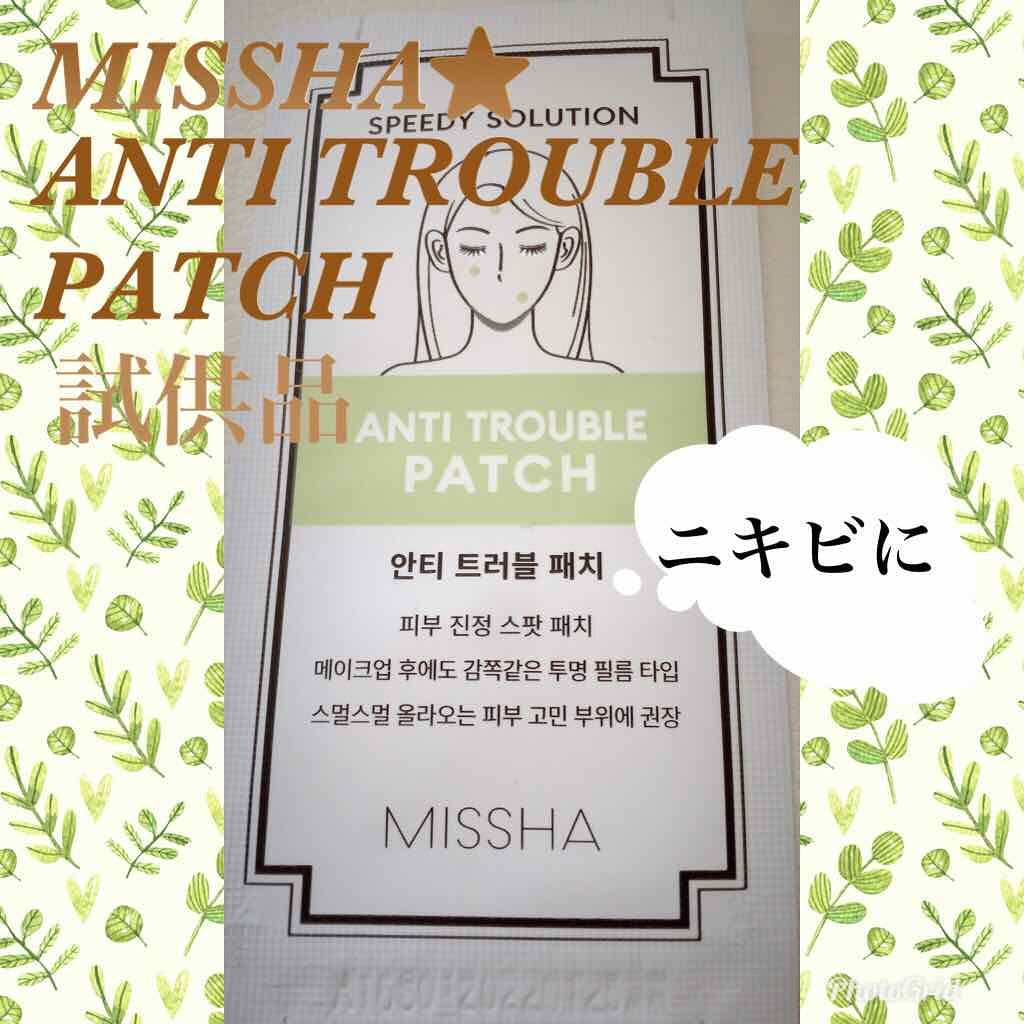 MISSHA★
SPEEDY SOLUTION
ANTI TROUBLE
PATCH
試供品
ANTI TROUBLE
PATCH
ニキビに
안티 트러블 패치
피부 진정 스팟 패치
메이크업 후에도 감쪽같은 투명 필름 타입
스멀스멀 올라오는 피부 고민 부위에 권장
MISSHA
PhotoGrid